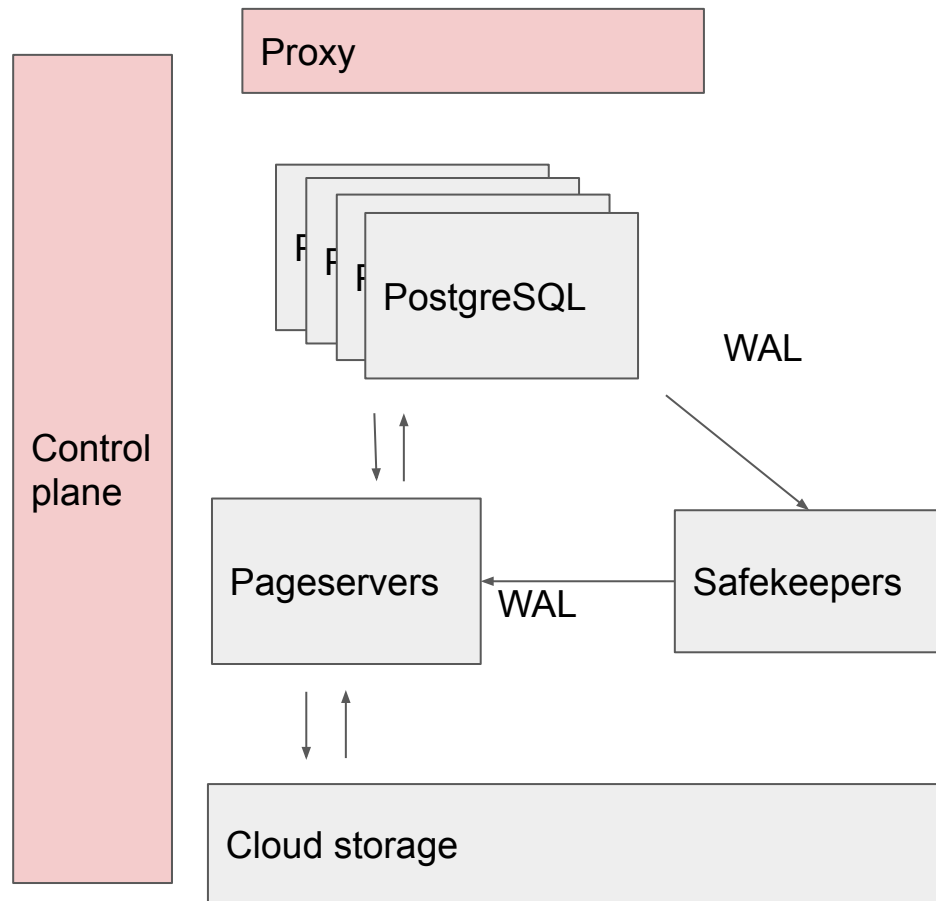 Proxy
P
P
P
PostgreSQL
WAL
Control
plane
Pageservers
WAL
Safekeepers
Cloud storage